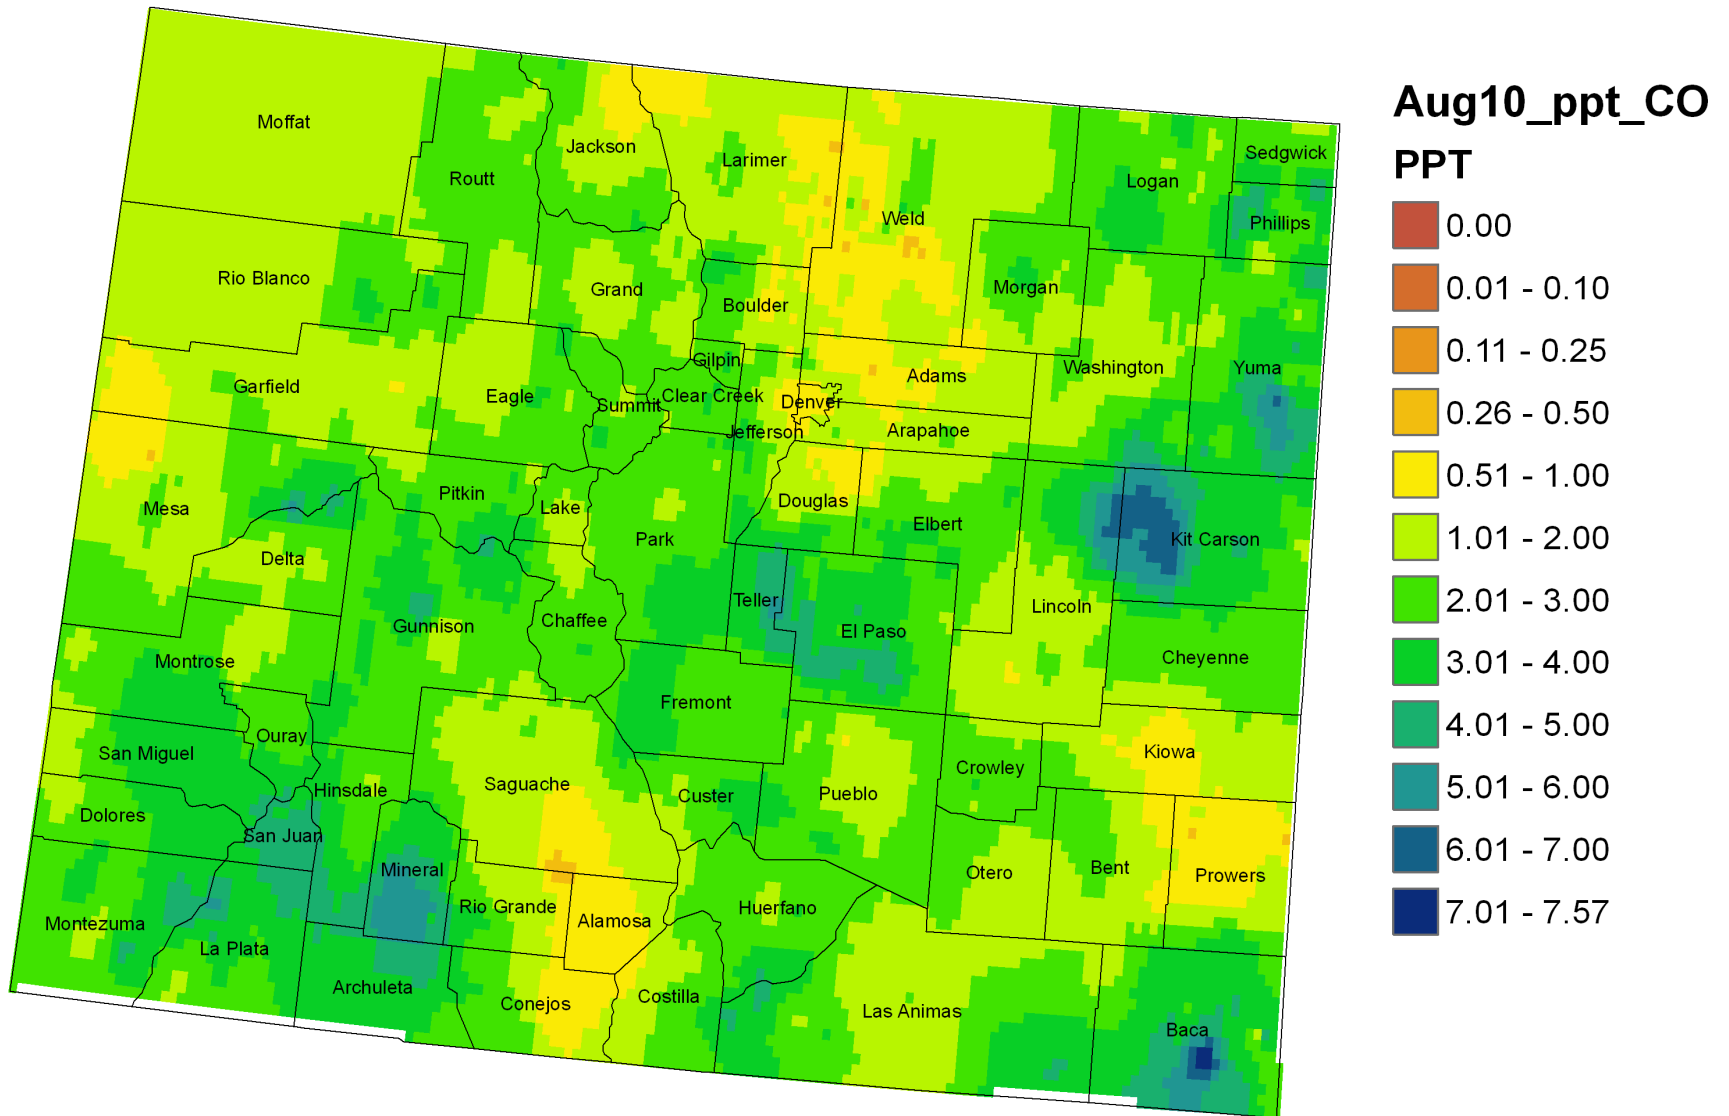 Aug10_ppt_CO
PPT
0.00
0.01 - 0.10
0.11 - 0.25
0.26 - 0.50
0.51 - 1.00
1.01 - 2.00
2.01 - 3.00
3.01 - 4.00
4.01 - 5.00
5.01 - 6.00
6.01 - 7.00
7.01 - 7.57
Moffat
Routt
Jackson
Larimer
Weld
Logan
Sedgwick
Phillips
Rio Blanco
Grand
Boulder
Morgan
Gilpin
Garfield
Eagle
Summit
Clear Creek
Jefferson
Denver
Adams
Arapahoe
Washington
Yuma
Mesa
Pitkin
Lake
Park
Douglas
Elbert
Kit Carson
Delta
Gunnison
Chaffee
Teller
El Paso
Lincoln
Cheyenne
Montrose
Fremont
Ouray
San Miguel
Hinsdale
Saguache
Custer
Pueblo
Crowley
Kiowa
Dolores
San Juan
Mineral
Rio Grande
Alamosa
Huerfano
Otero
Bent
Prowers
Montezuma
La Plata
Archuleta
Conejos
Costilla
Las Animas
Baca